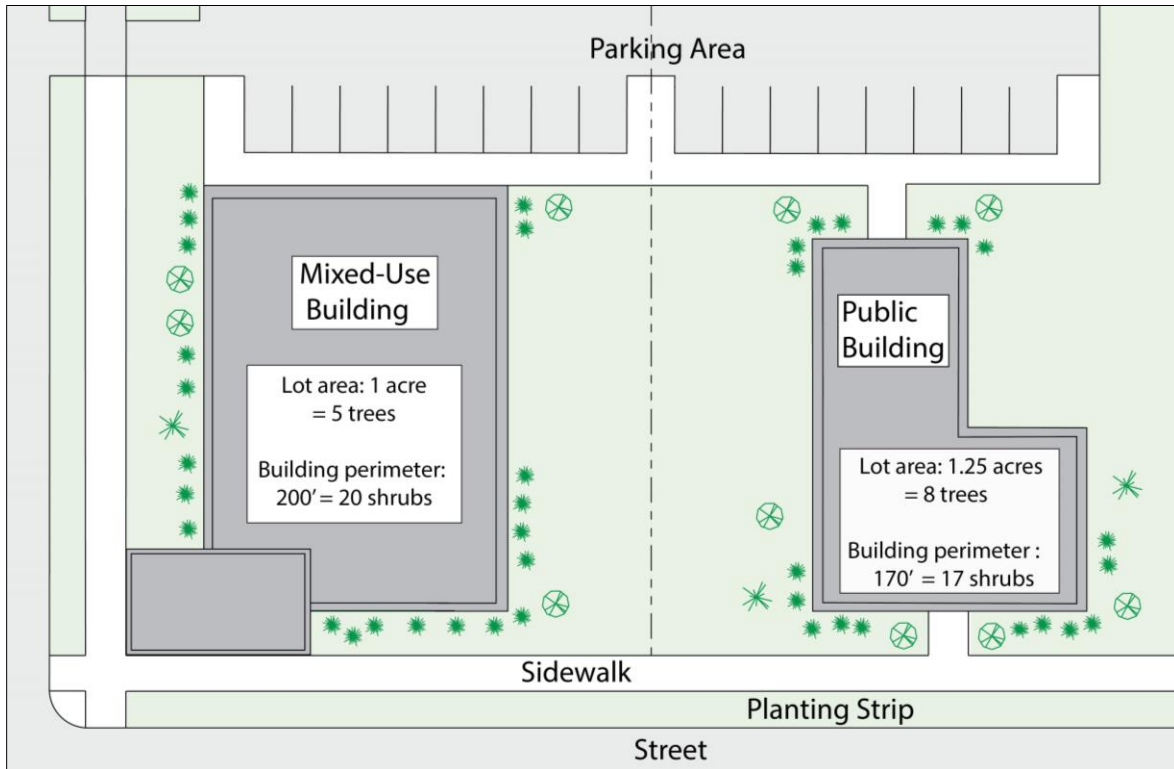 Parking Area
Mixed-Use
Building
Lot area: 1 acre
= 5 trees
Building perimeter:
200' = 20 shrubs
Public
Building
Lot area: 1.25 acres
= 8 trees
Building perimeter :
170' = 17 shrubs
Sidewalk
Planting Strip
Street